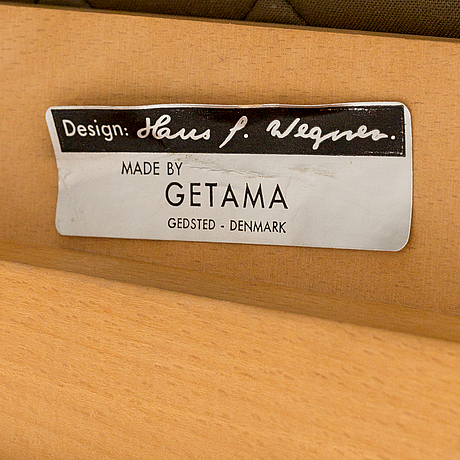 Design: Hans J. Wegner.
MADE BY
GETAMA
GEDSTED - DENMARK